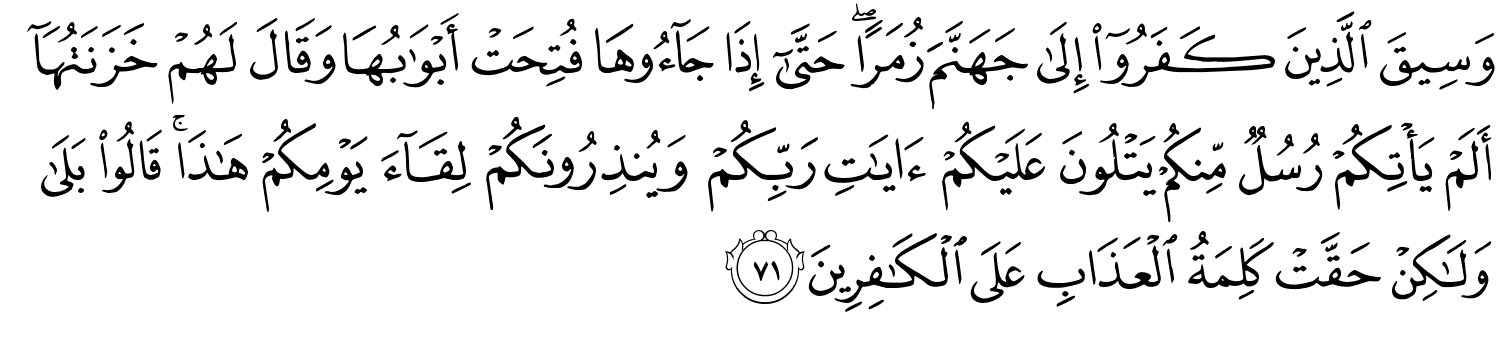 وَسِيقَ ٱلَّذِينَ كَفَرُوٓا۟ إِلَىٰ جَهَنَّمَ زُمَرًا ۖ حَتَّىٰٓ إِذَا جَآءُوهَا فُتِحَتْ أَبْوَٰبُهَا وَقَالَ لَهُمْ خَزَنَتُهَآ
أَلَمْ يَأْتِكُمْ رُسُلٌ مِّنكُمْ يَتْلُونَ عَلَيْكُمْ ءَايَٰتِ رَبِّكُمْ وَيُنذِرُونَكُمْ لِقَآءَ يَوْمِكُمْ هَٰذَا ۚ قَالُوا۟ بَلَىٰ
وَلَٰكِنْ حَقَّتْ كَلِمَةُ ٱلْعَذَابِ عَلَى ٱلْكَٰفِرِينَ ٧١